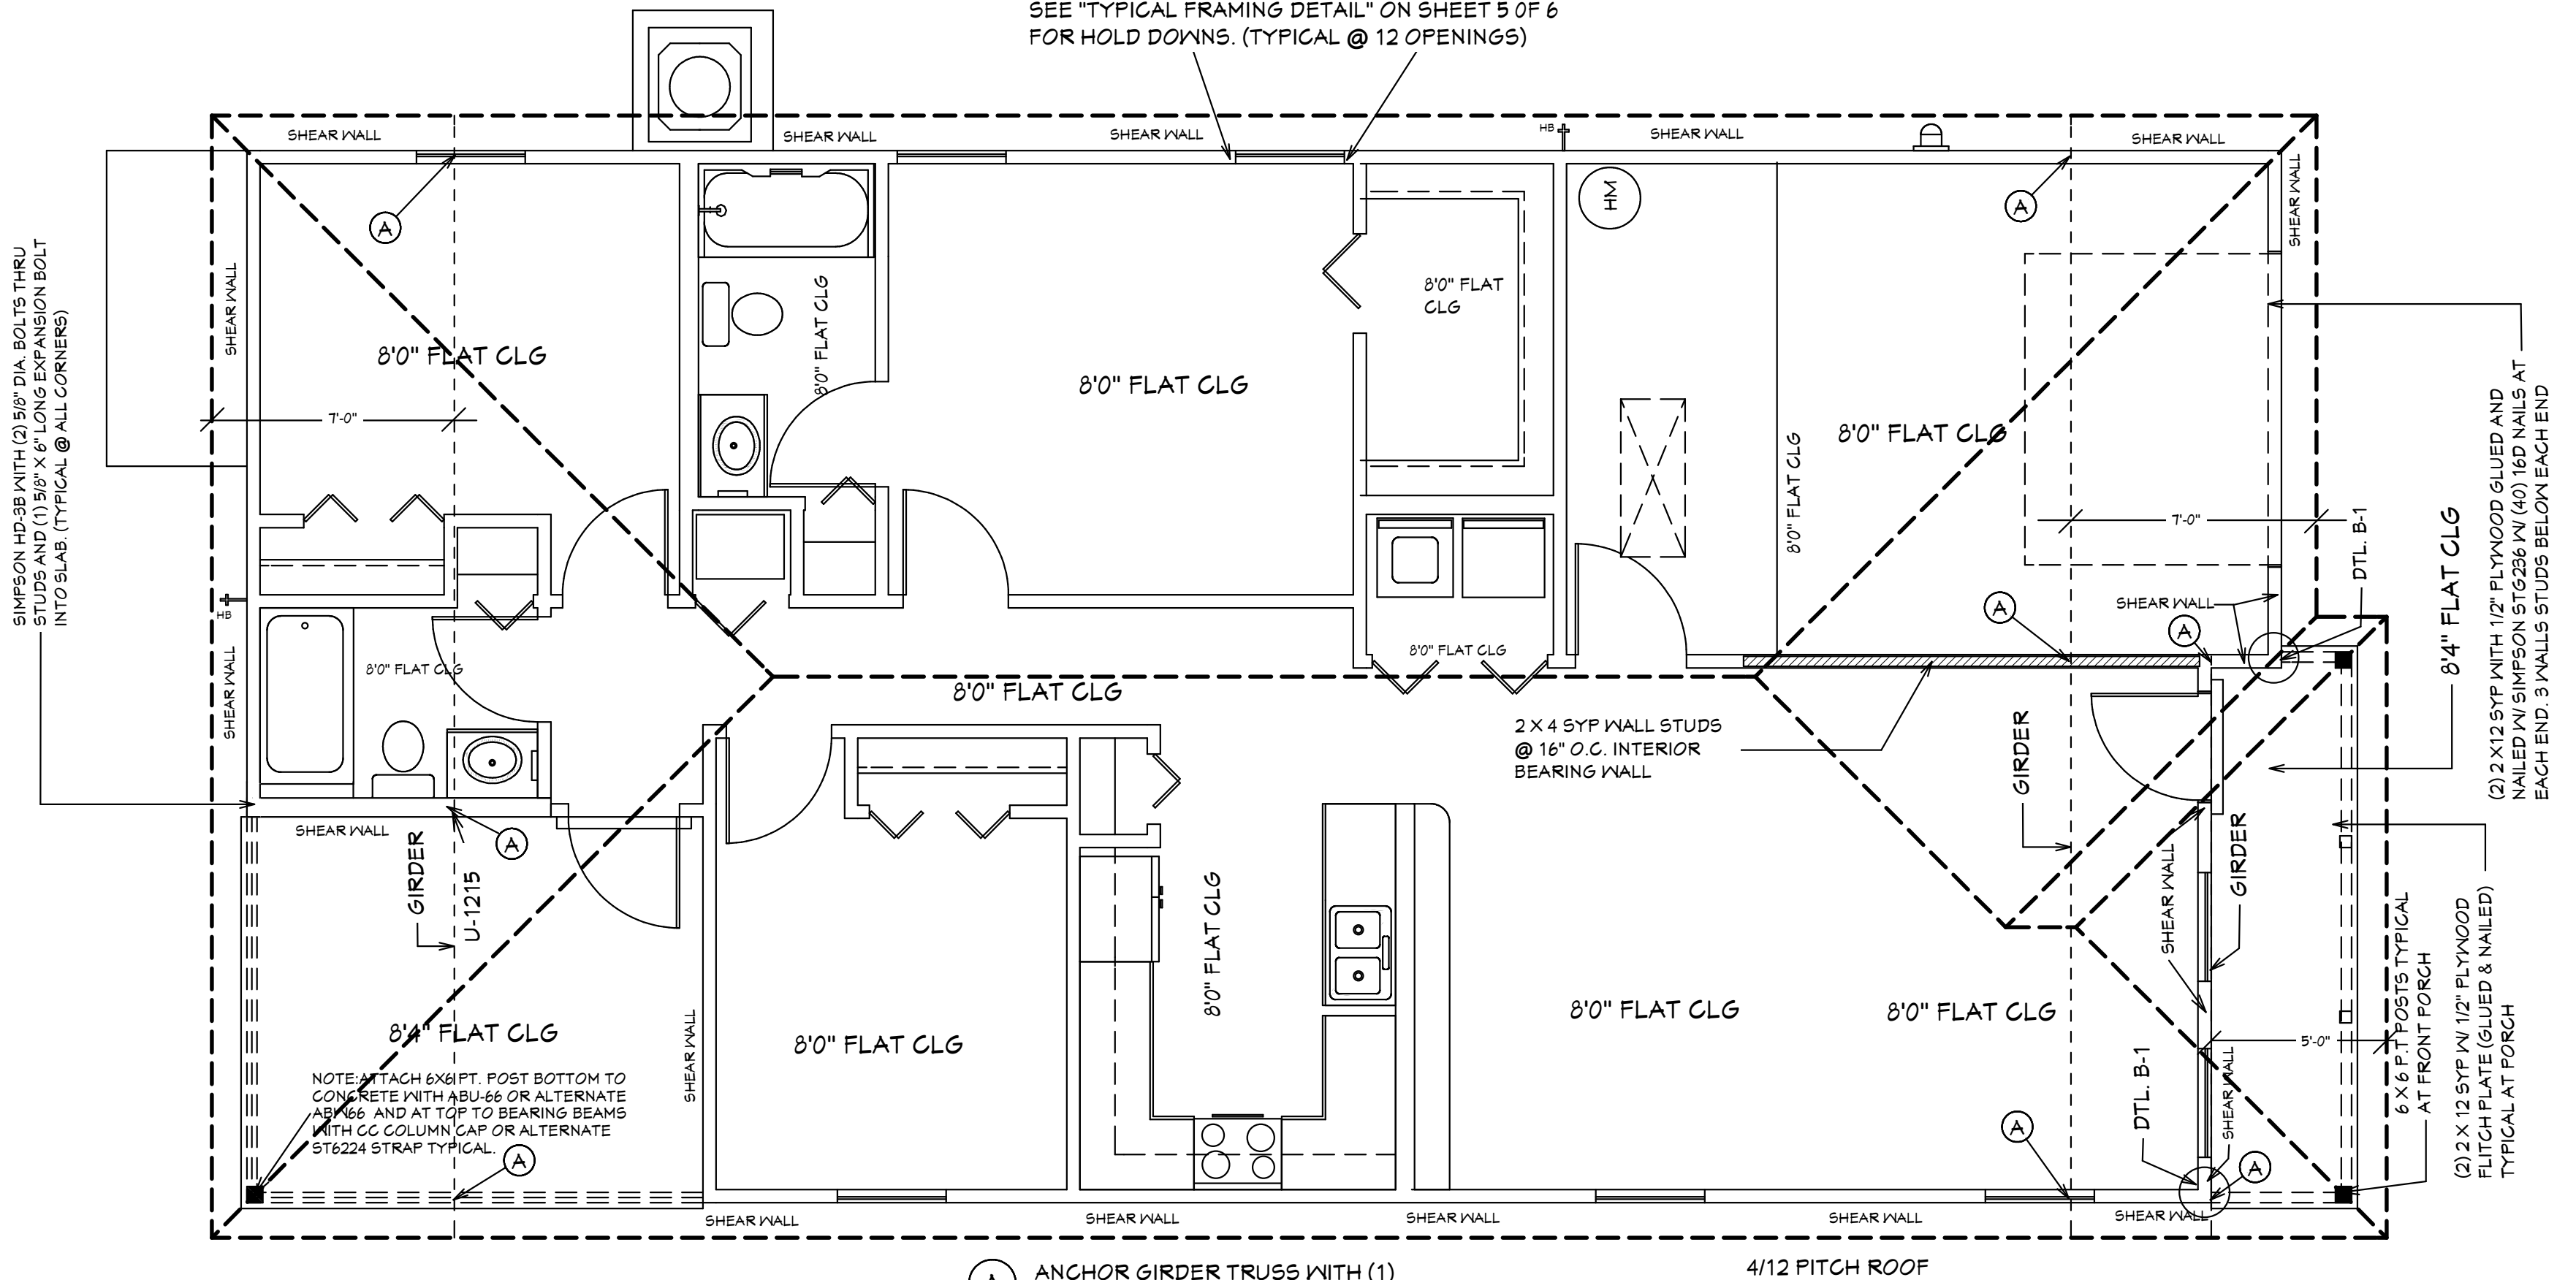 SEE "TYPICAL FRAMING DETAIL" ON SHEET 5 OF 6
FOR HOLD DOWNS. (TYPICAL @ 12 OPENINGS)
SHEAR WALL
SHEAR WALL
SHEAR WALL
HB
SHEAR WALL
SHEAR WALL
SHEAR WALL
A
HW
A
SIMPSON HD-3B WITH (2) 5/8" DIA. BOLTS THRU
STUDS AND (1) 5/8" X 6" LONG EXPANSION BOLT
INTO SLAB. (TYPICAL @ ALL CORNERS)
SHEAR WALL
8'0" FLAT CLG
8'0" FLAT CLG
8'0" FLAT CLG
8'0" FLAT
CLG
8'0" FLAT CLG
8'0" FLAT CLG
7'-0"
7'-0"
DTL. B-1
8'4" FLAT CLG
(2) 2 X 12 SYP WITH 1/2" PLYWOOD GLUED AND
NAILED W/ SIMPSON STG236 W/ (40) 16D NAILS AT
EACH END. 3 WALLS STUDS BELOW EACH END
HB
SHEAR WALL
8'0" FLAT CLG
8'0" FLAT CLG
8'0" FLAT CLG
A
SHEAR WALL
A
2 X 4 SYP WALL STUDS
@ 16" O.C. INTERIOR
BEARING WALL
GIRDER
SHEAR WALL
A
GIRDER
U-1215
8'0" FLAT CLG
SHEAR WALL
GIRDER
8'4" FLAT CLG
SHEAR WALL
8'0" FLAT CLG
8'0" FLAT CLG
8'0" FLAT CLG
5'-0"
NOTE: ATTACH 6X6 PT. POST BOTTOM TO
CONCRETE WITH ABU-66 OR ALTERNATE
ABW66 AND AT TOP TO BEARING BEAMS
WITH CC COLUMN CAP OR ALTERNATE
ST6224 STRAP TYPICAL.
A
A
DTL. B-1
SHEAR WALL
A
6 X 6 P.T POSTS TYPICAL
AT FRONT PORCH
(2) 2 X 12 SYP W/ 1/2" PLYWOOD
FLITCH PLATE (GLUED & NAILED)
TYPICAL AT PORCH
SHEAR WALL
SHEAR WALL
SHEAR WALL
SHEAR WALL
SHEAR WALL
A
ANCHOR GIRDER TRUSS WITH (1)
4/12 PITCH ROOF